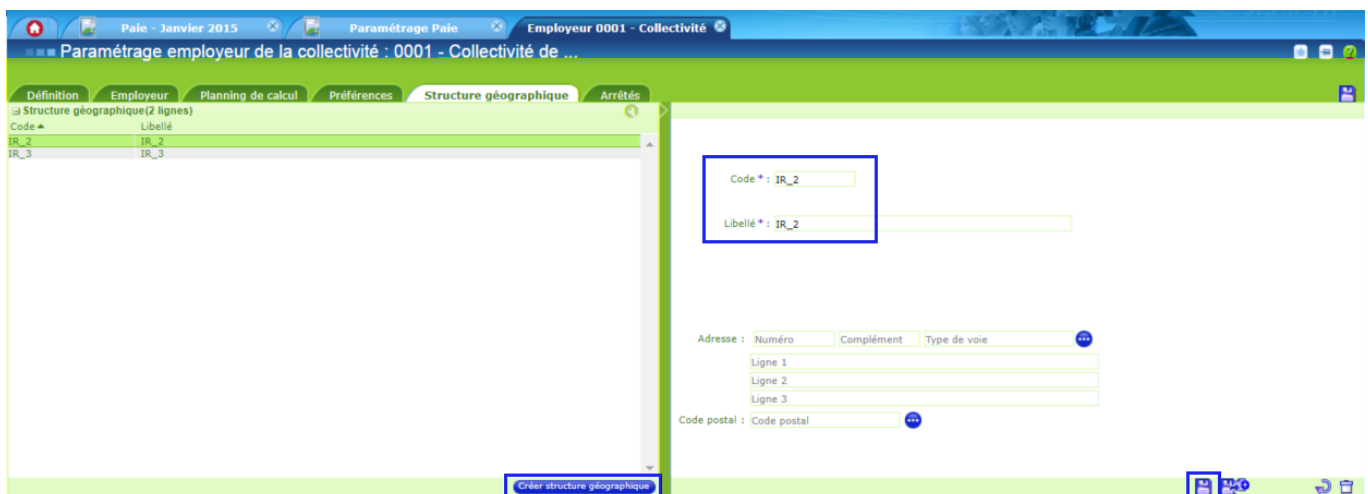 Paie - Janvier 2015 Paramétrage Paie Employeur 0001 - Collectivité
Paramétrage employeur de la collectivité : 0001 - Collectivité de ...
Définition Employeur Planning de calcul Préférences Structure géographique Arrêtés
Structure géographique(2 lignes)
Code Libellé
IR_2 IR_2
IR_3 IR_3
Code * : IR_2
Libellé * : IR_2
Adresse : Numéro Complément Type de voie
Ligne 1
Ligne 2
Ligne 3
Code postal : Code postal
Créer structure géographique